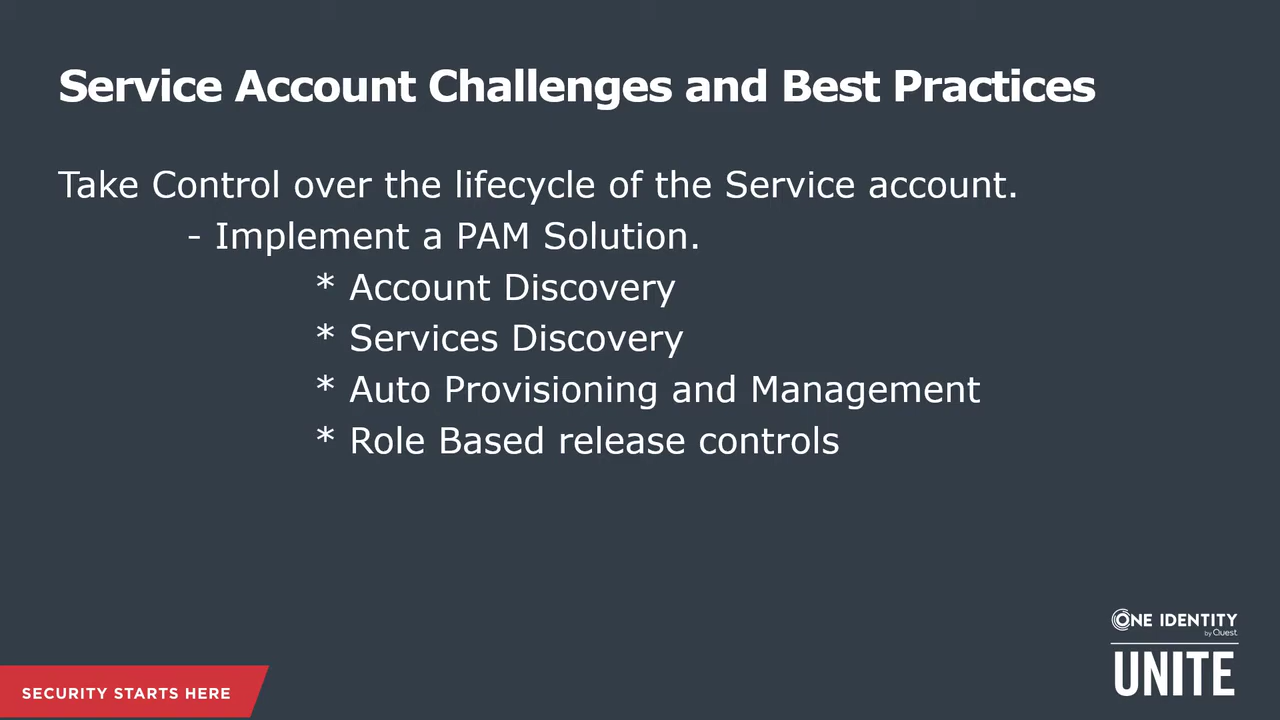 Service Account Challenges and Best Practices
Take Control over the lifecycle of the Service account.
- Implement a PAM Solution.
* Account Discovery
* Services Discovery
* Auto Provisioning and Management
* Role Based release controls
ONE IDENTITY
by Quest
UNITE
SECURITY STARTS HERE